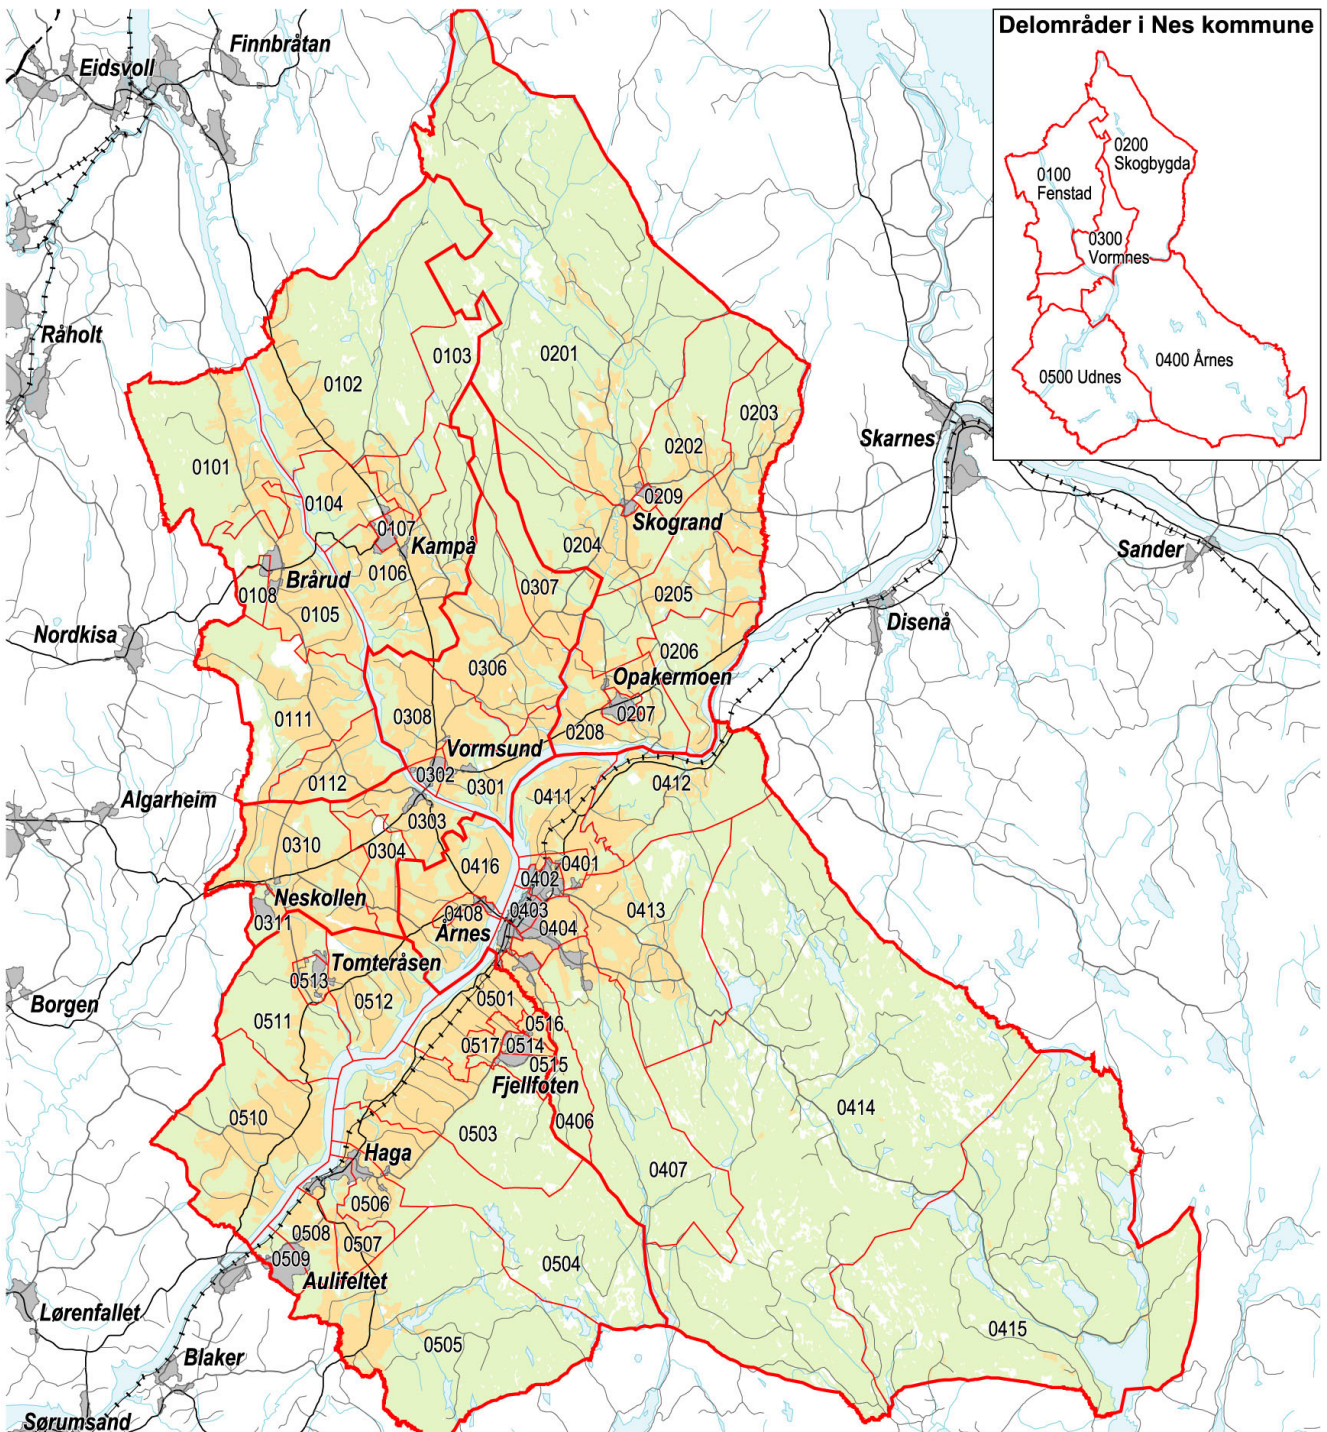 Delområder i Nes kommune
0200
Skogbygda
0100
Fenstad
0300
Vormnes
0400 Årnes
0500 Udnes
Finnbråtan
Eidsvoll
Råholt
0102
0103
0201
0203
0202
Skarnes
0101
0104
0209
Skogrand
0107
Kampå
0204
Sander
0106
Brårud
0307
0108
0105
0205
Disenå
Nordkisa
0206
0306
Opakermoen
0111
0308
0207
0208
Vormsund
0302
0301
0112
0412
0411
Algarheim
0303
0310
0304
0416
0401
0402
Neskollen
0408
0403
0413
0311
Årnes
0404
Tomteråsen
0513
0501
Borgen
0512
0511
0516
0517
0514
0515
Fjellfoten
0414
0510
0406
0503
Haga
0407
0506
0508
0507
0509
0504
Aulifeltet
Lørenfallet
0415
0505
Blaker
Sørumsand